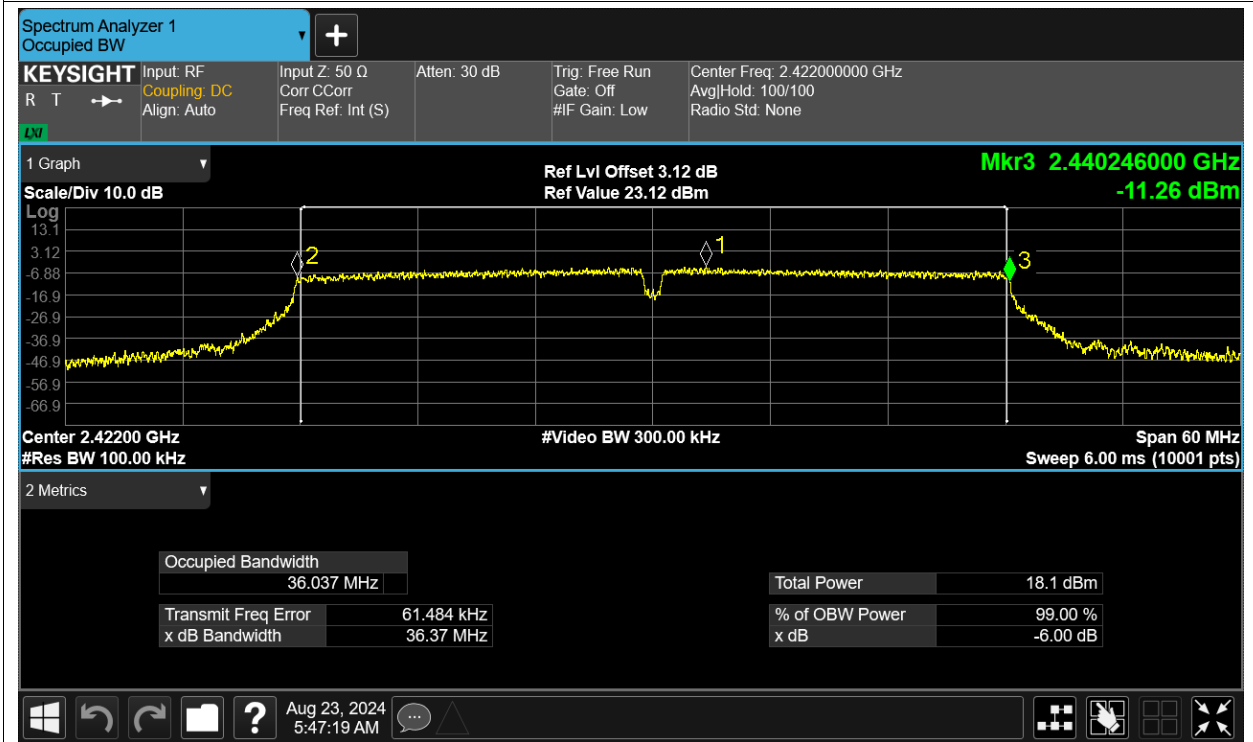 Spectrum Analyzer 1
Occupied BW
KEYSIGHT
R T
LXI
Input: RF
Coupling: DC
Align: Auto
Input Z: 50 Ω
Corr CCorr
Freq Ref: Int (S)
Atten: 30 dB
Trig: Free Run
Gate: Off
#IF Gain: Low
Center Freq: 2.422000000 GHz
Avg|Hold: 100/100
Radio Std: None
1 Graph
Scale/Div 10.0 dB
Ref Lvl Offset 3.12 dB
Ref Value 23.12 dBm
Mkr3 2.440246000 GHz
-11.26 dBm
Log
13.1
3.12
-6.88
-16.9
-26.9
-36.9
-46.9
-56.9
-66.9
2
1
3
Center 2.42200 GHz
#Video BW 300.00 kHz
Span 60 MHz
#Res BW 100.00 kHz
Sweep 6.00 ms (10001 pts)
2 Metrics
Occupied Bandwidth
36.037 MHz
Transmit Freq Error 61.484 kHz
x dB Bandwidth 36.37 MHz
Total Power 18.1 dBm
% of OBW Power 99.00 %
x dB -6.00 dB
?
Aug 23, 2024
5:47:19 AM